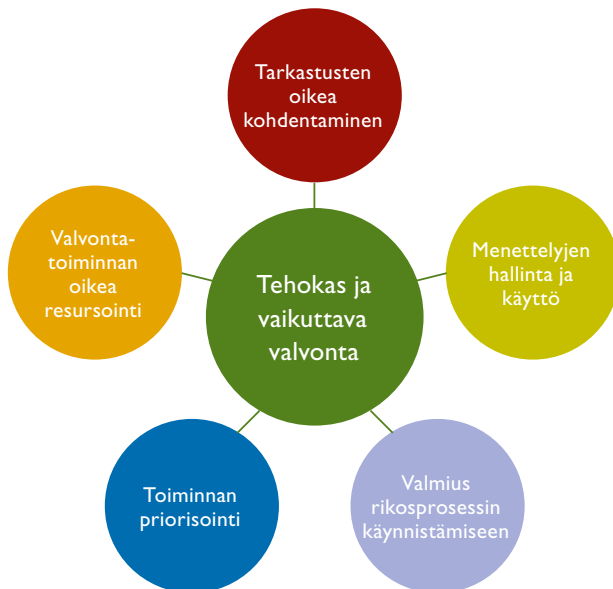 Tarkastusten
oikea
kohdentaminen
Valvonta-
toiminnan
oikea
resursointi
Menettelyjen
hallinta ja
käyttö
Tehokas ja
vaikuttava
valvonta
Toiminnan
priorisointi
Valmius
rikosprosessin
käynnistämiseen